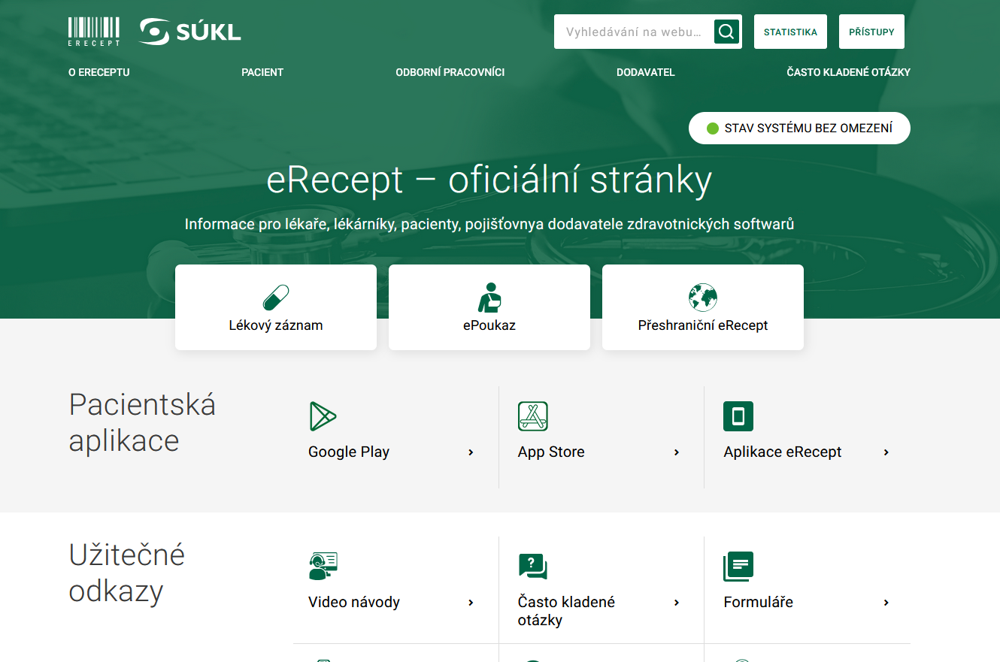 ERECEPT
SÚKL
Vyhledávání na webu...
STATISTIKA
PŘÍSTUPY
O ERECEPTU
PACIENT
ODBORNÍ PRACOVNÍCI
DODAVATEL
ČASTO KLADENÉ OTÁZKY
STAV SYSTÉMU BEZ OMEZENÍ
eRecept – oficiální stránky
Informace pro lékaře, lékárníky, pacienty, pojišťovnya dodavatele zdravotnických softwarů
Lékový záznam
ePoukaz
Přeshraniční eRecept
Pacientská
aplikace
Google Play
App Store
Aplikace eRecept
Užitečné
odkazy
Video návody
Často kladené
otázky
Formuláře